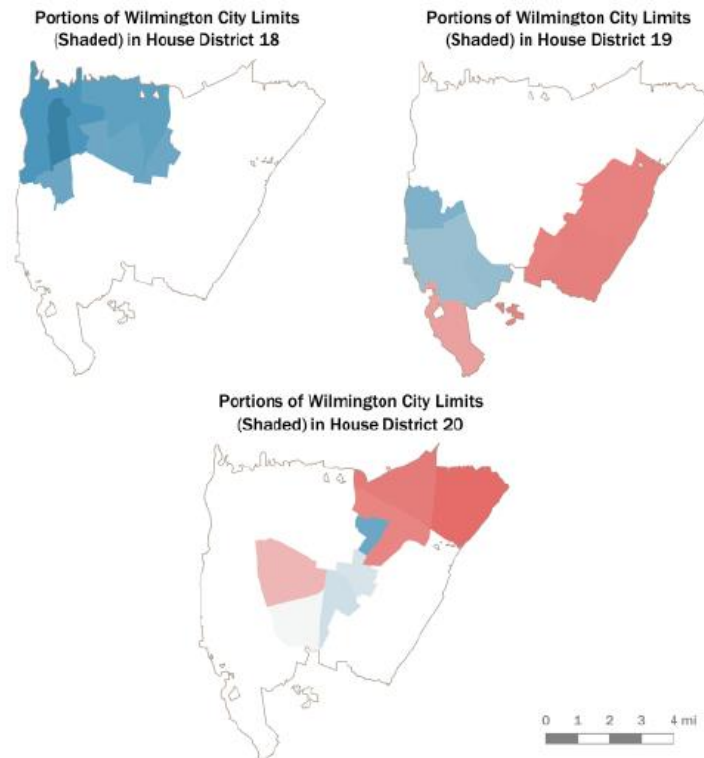 Portions of Wilmington City Limits
(Shaded) in House District 18
Portions of Wilmington City Limits
(Shaded) in House District 19
Portions of Wilmington City Limits
(Shaded) in House District 20
0 1 2 3 4 mi